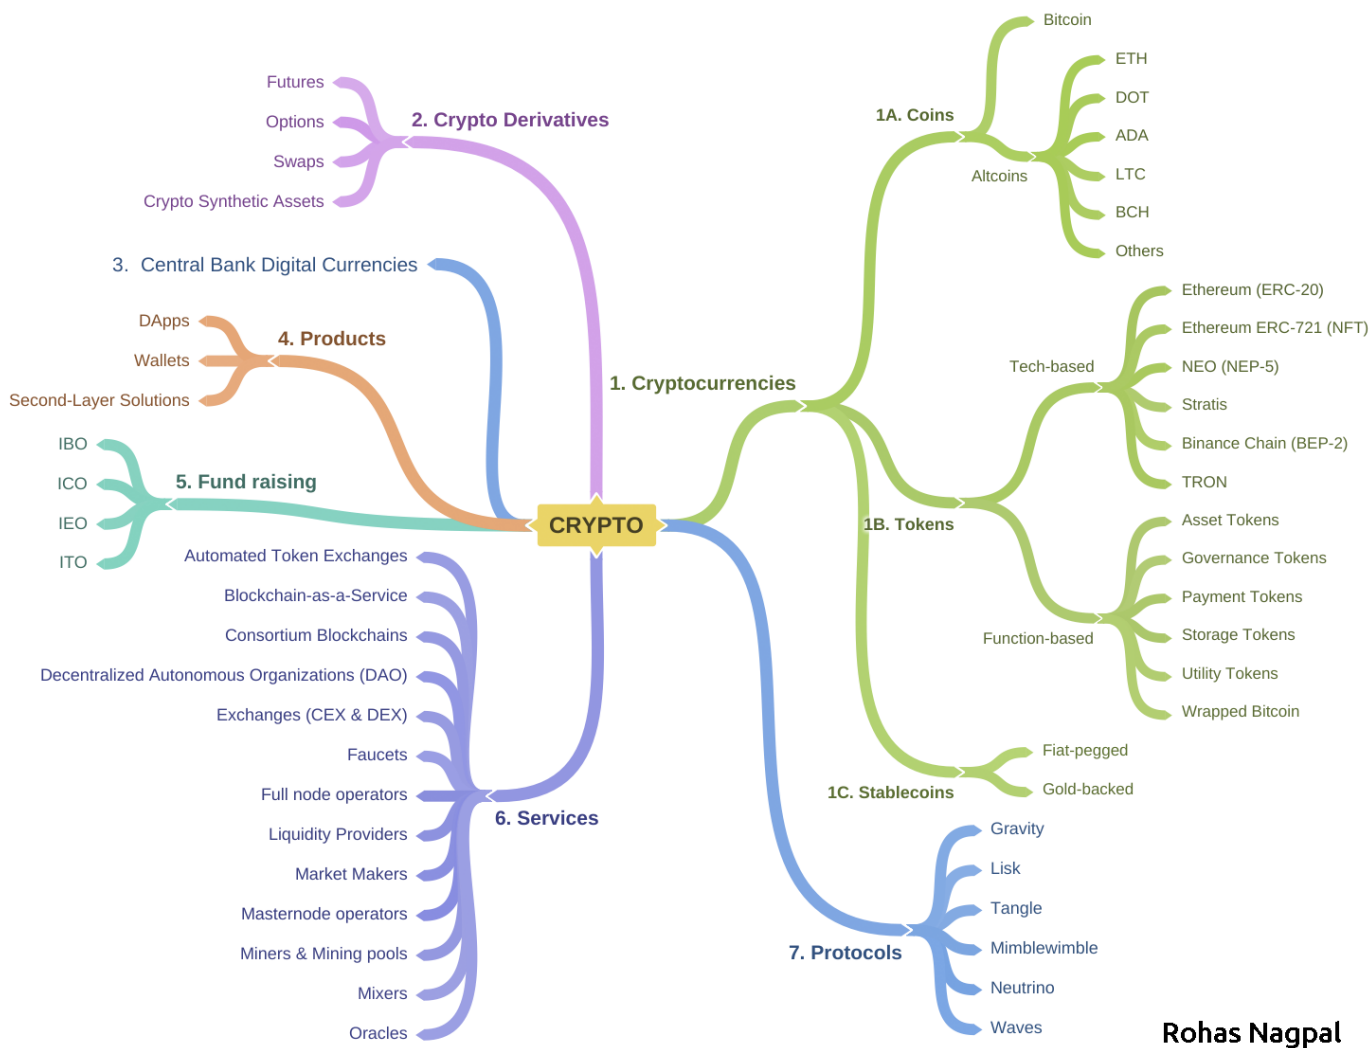 CRYPTO
1. Cryptocurrencies
1A. Coins
Bitcoin
Altcoins
ETH
DOT
ADA
LTC
BCH
Others
1B. Tokens
Tech-based
Ethereum (ERC-20)
Ethereum ERC-721 (NFT)
NEO (NEP-5)
Stratis
Binance Chain (BEP-2)
TRON
Function-based
Asset Tokens
Governance Tokens
Payment Tokens
Storage Tokens
Utility Tokens
Wrapped Bitcoin
1C. Stablecoins
Fiat-pegged
Gold-backed
2. Crypto Derivatives
Futures
Options
Swaps
Crypto Synthetic Assets
3. Central Bank Digital Currencies
4. Products
DApps
Wallets
Second-Layer Solutions
5. Fund raising
IBO
ICO
IEO
ITO
6. Services
Automated Token Exchanges
Blockchain-as-a-Service
Consortium Blockchains
Decentralized Autonomous Organizations (DAO)
Exchanges (CEX & DEX)
Faucets
Full node operators
Liquidity Providers
Market Makers
Masternode operators
Miners & Mining pools
Mixers
Oracles
7. Protocols
Gravity
Lisk
Tangle
Mimblewimble
Neutrino
Waves
Rohas Nagpal